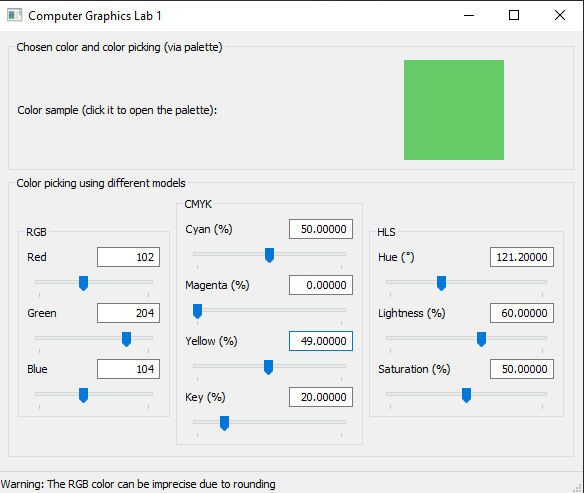 Computer Graphics Lab 1
Chosen color and color picking (via palette)
Color sample (click it to open the palette):
Color picking using different models
RGB
Red 102
Green 204
Blue 104
CMYK
Cyan (%) 50.00000
Magenta (%) 0.00000
Yellow (%) 49.00000
Key (%) 20.00000
HLS
Hue (°) 121.20000
Lightness (%) 60.00000
Saturation (%) 50.00000
Warning: The RGB color can be imprecise due to rounding